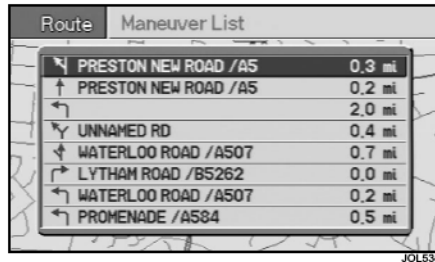 Route Maneuver List
PRESTON NEW ROAD /A5 0.3 mi
PRESTON NEW ROAD /A5 0.2 mi
2.0 mi
UNNAMED RD 0.4 mi
WATERLOO ROAD /A507 0.7 mi
LYTHAM ROAD /B5262 0.0 mi
WATERLOO ROAD /A507 0.2 mi
PROMENADE /A584 0.5 mi
JOL534